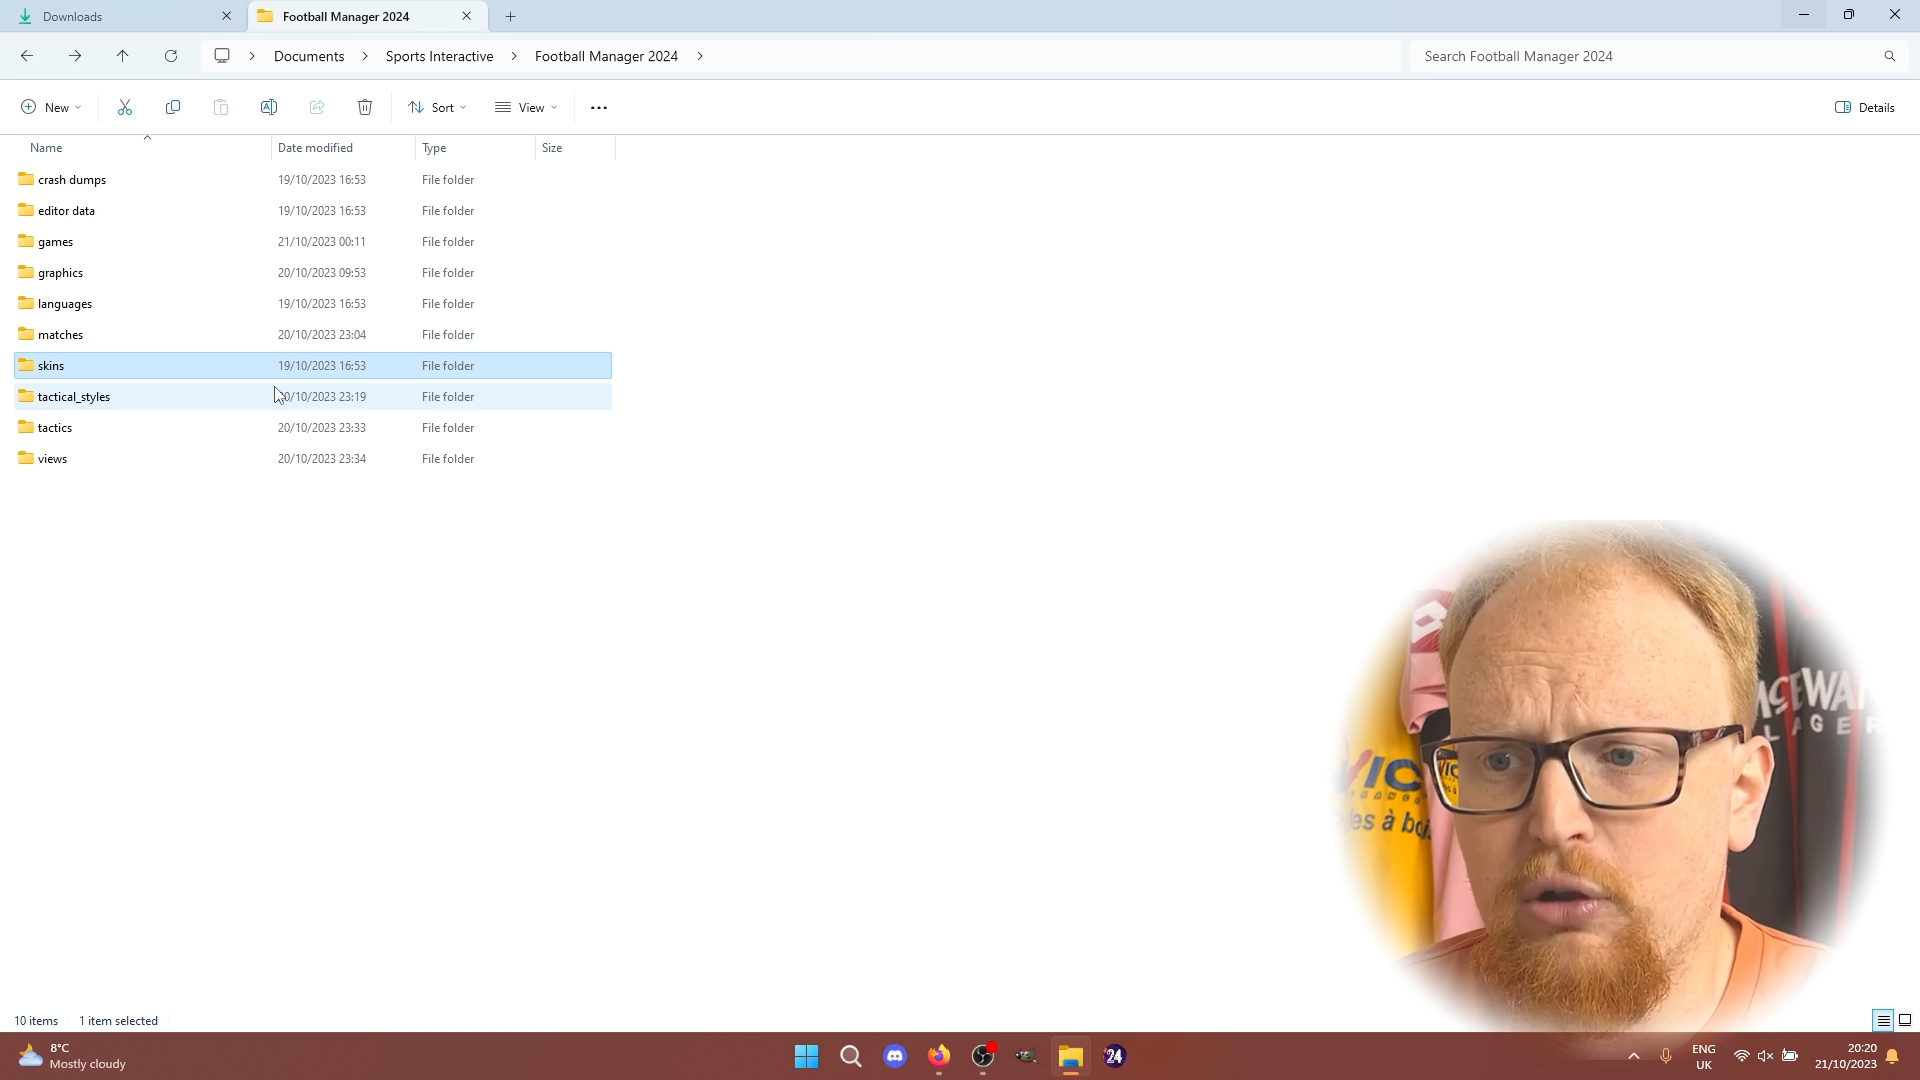 Downloads
Football Manager 2024
Documents > Sports Interactive > Football Manager 2024 >
Search Football Manager 2024
New
Sort
View
Details
Name Date modified Type Size
crash dumps 19/10/2023 16:53 File folder
editor data 19/10/2023 16:53 File folder
games 21/10/2023 00:11 File folder
graphics 20/10/2023 09:53 File folder
languages 19/10/2023 16:53 File folder
matches 20/10/2023 23:04 File folder
skins 19/10/2023 16:53 File folder
tactical_styles 0/10/2023 23:19 File folder
tactics 20/10/2023 23:33 File folder
views 20/10/2023 23:34 File folder
LAGER
VIC
à
10 items 1 item selected
8°C
Mostly cloudy
24
ENG
UK
20:20
21/10/2023